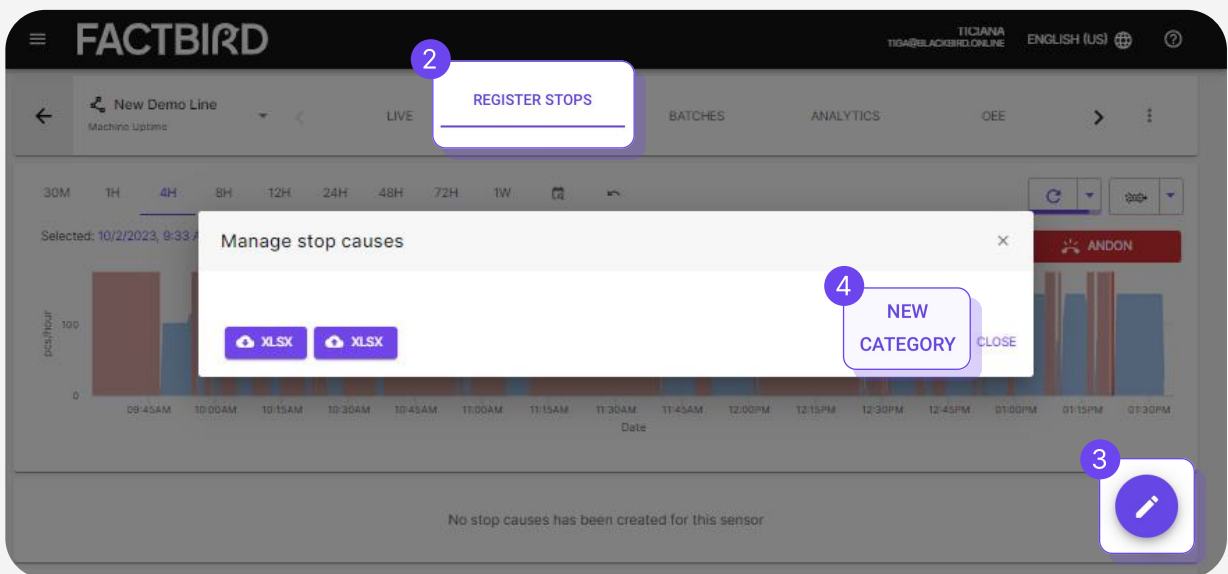 FACTBIRD
TICIANA
TIGA@BLACKBIRD.ONLINE
ENGLISH (US)
2
New Demo Line
Machine Uptime
LIVE
REGISTER STOPS
BATCHES
ANALYTICS
OEE
30M 1H 4H 8H 12H 24H 48H 72H 1W
Selected: 10/2/2023, 9:33
Manage stop causes
ANDON
4
NEW
CATEGORY
CLOSE
XLSX XLSX
pcs/hour
100
0
09:45AM 10:00AM 10:15AM 10:30AM 10:45AM 11:00AM 11:15AM 11:30AM 11:45AM 12:00PM 12:15PM 12:30PM 12:45PM 01:00PM 01:15PM 01:30PM
Date
3
No stop causes has been created for this sensor